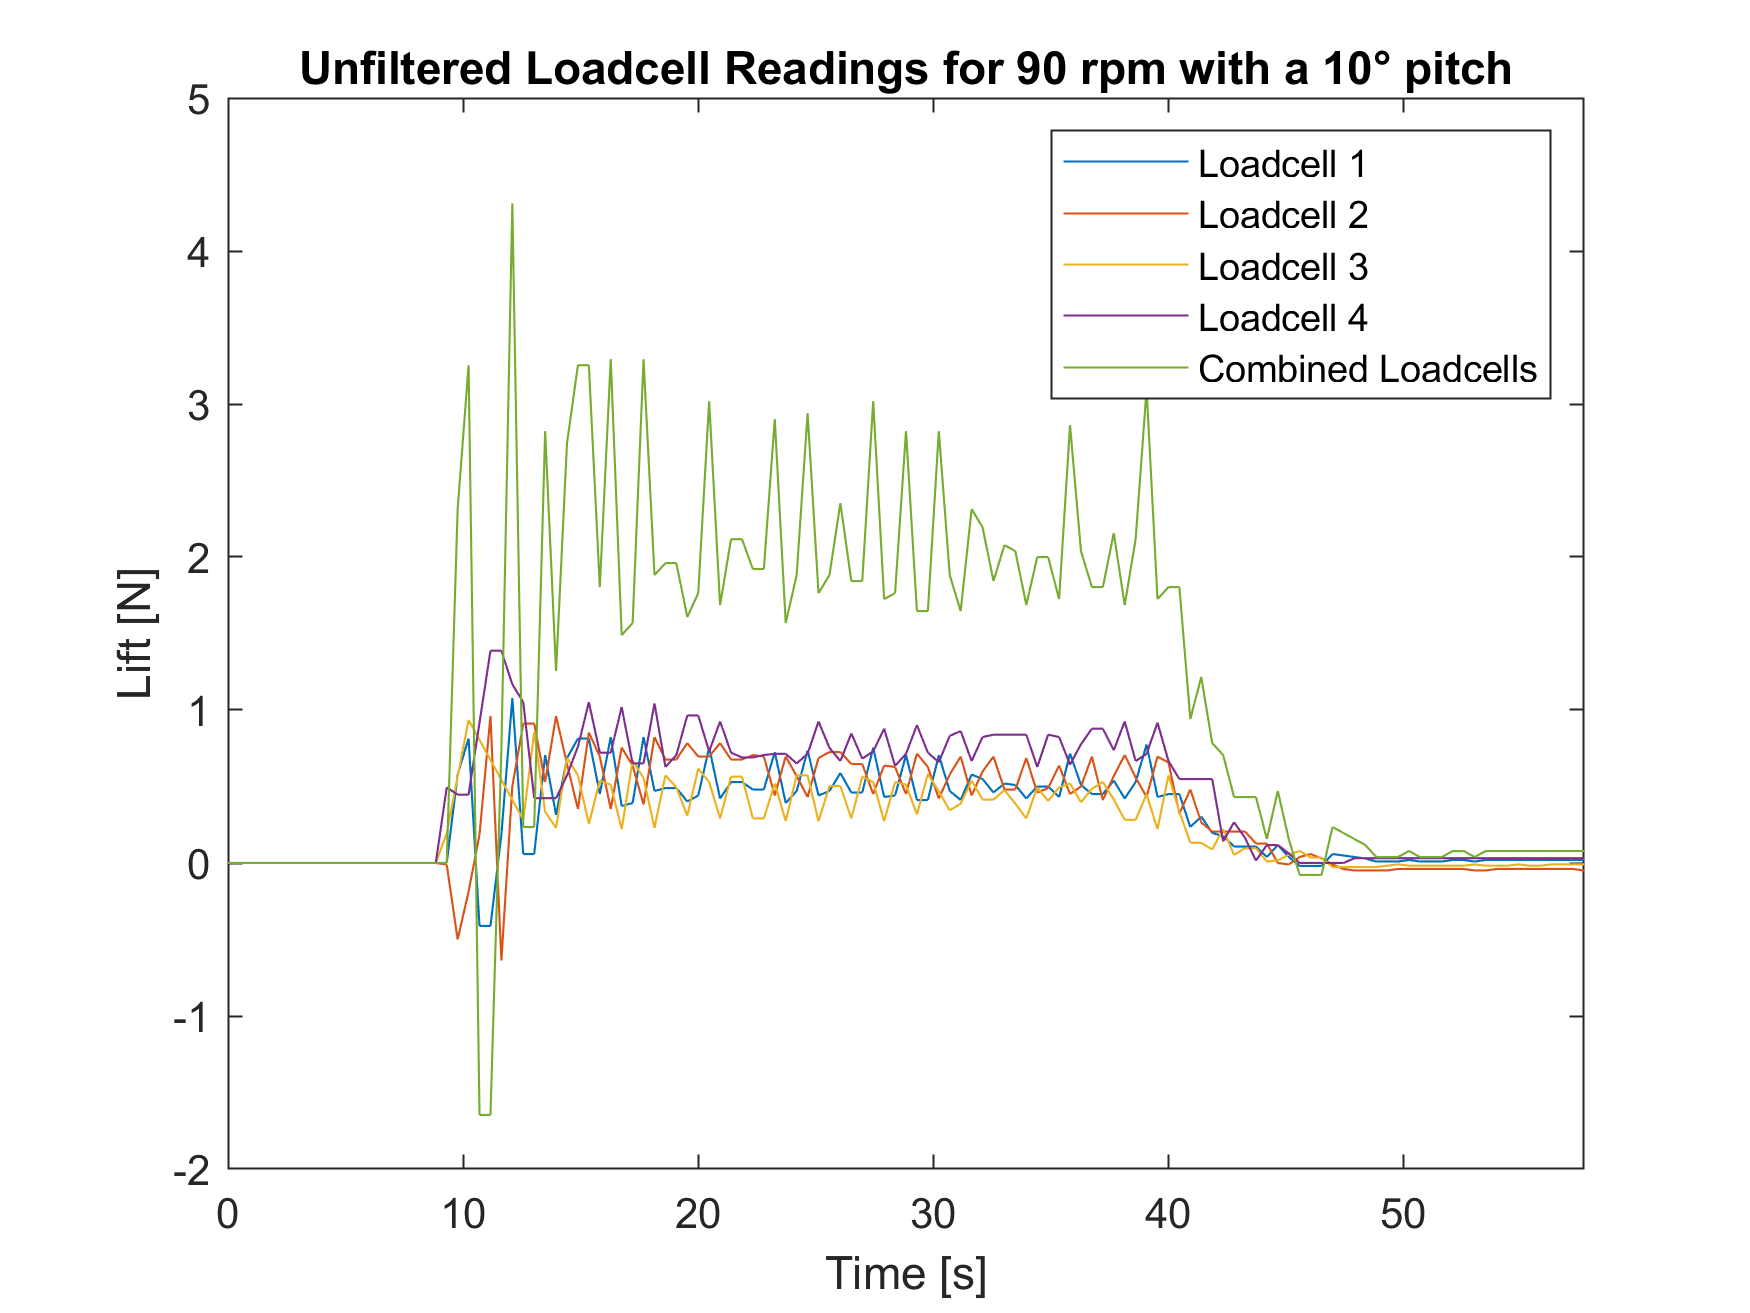 Unfiltered Loadcell Readings for 90 rpm with a 10° pitch
5
4
3
2
1
0
-1
-2
Lift [N]
Loadcell 1
Loadcell 2
Loadcell 3
Loadcell 4
Combined Loadcells
0 10 20 30 40 50
Time [s]